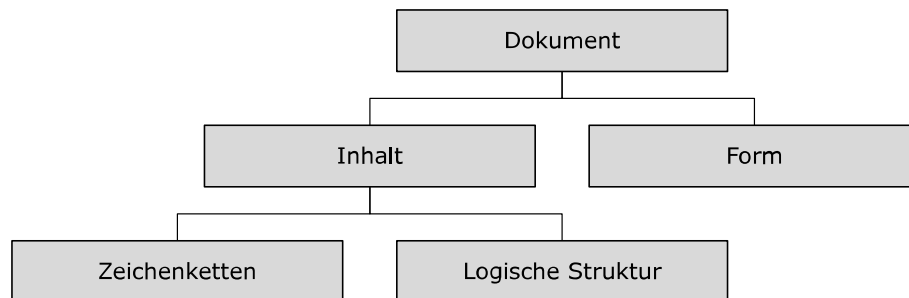 Dokument
Inhalt
Form
Zeichenketten
Logische Struktur